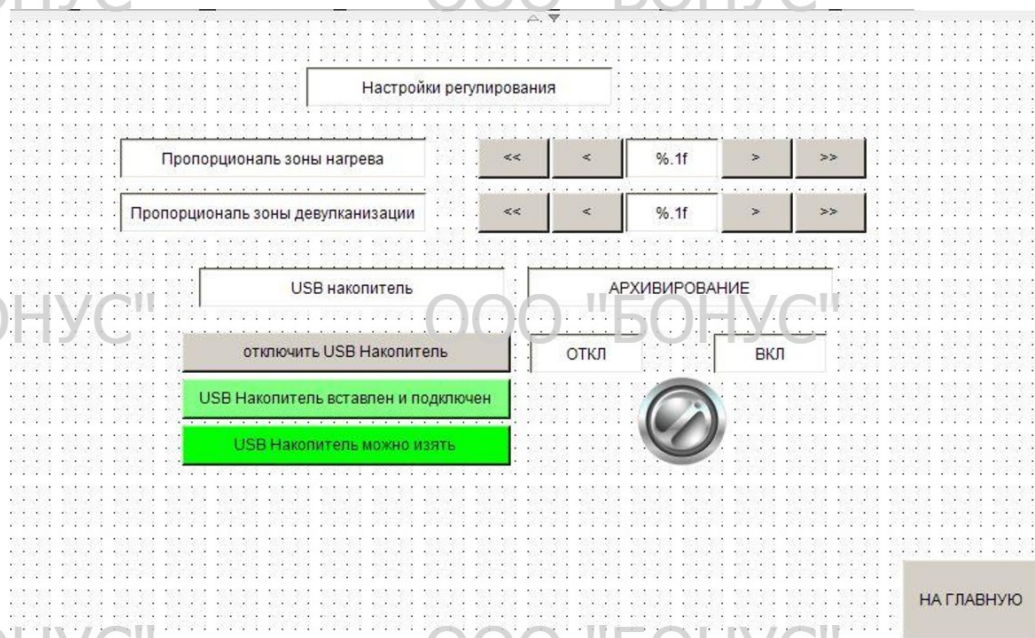 Настройки регулирования
Пропорциональ зоны нагрева << < %.1f > >>
Пропорциональ зоны девулканизации << < %.1f > >>
USB накопитель АРХИВИРОВАНИЕ
отключить USB Накопитель ОТКЛ ВКЛ
USB Накопитель вставлен и подключен
USB Накопитель можно изять
НА ГЛАВНУЮ
ООО "БОНУС"